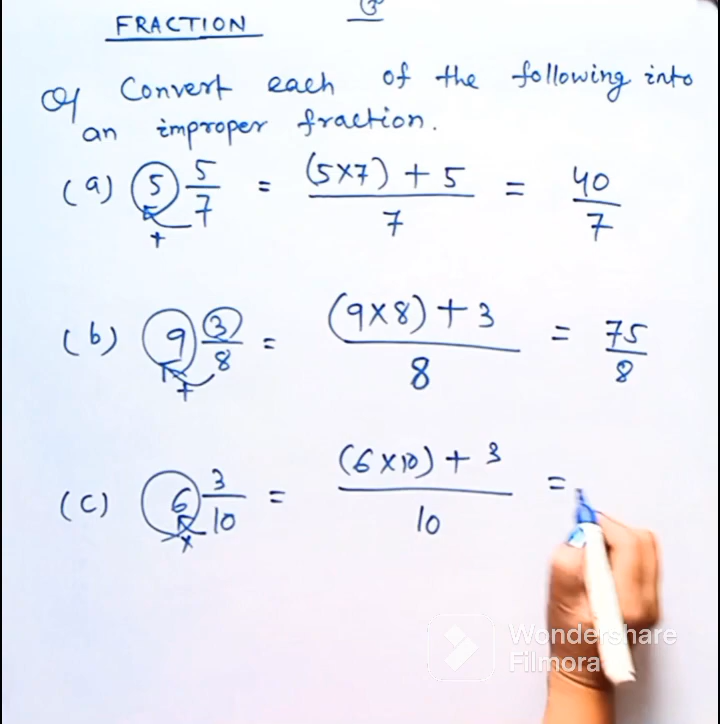 FRACTION
Q1 Convert each of the following into
an improper fraction.
(a) 5 5/7 = (5×7) + 5 / 7 = 40/7
(b) 9 3/8 = (9×8) + 3 / 8 = 75/8
(c) 6 3/10 = (6×10) + 3 / 10 =
Wondershare
Filmora